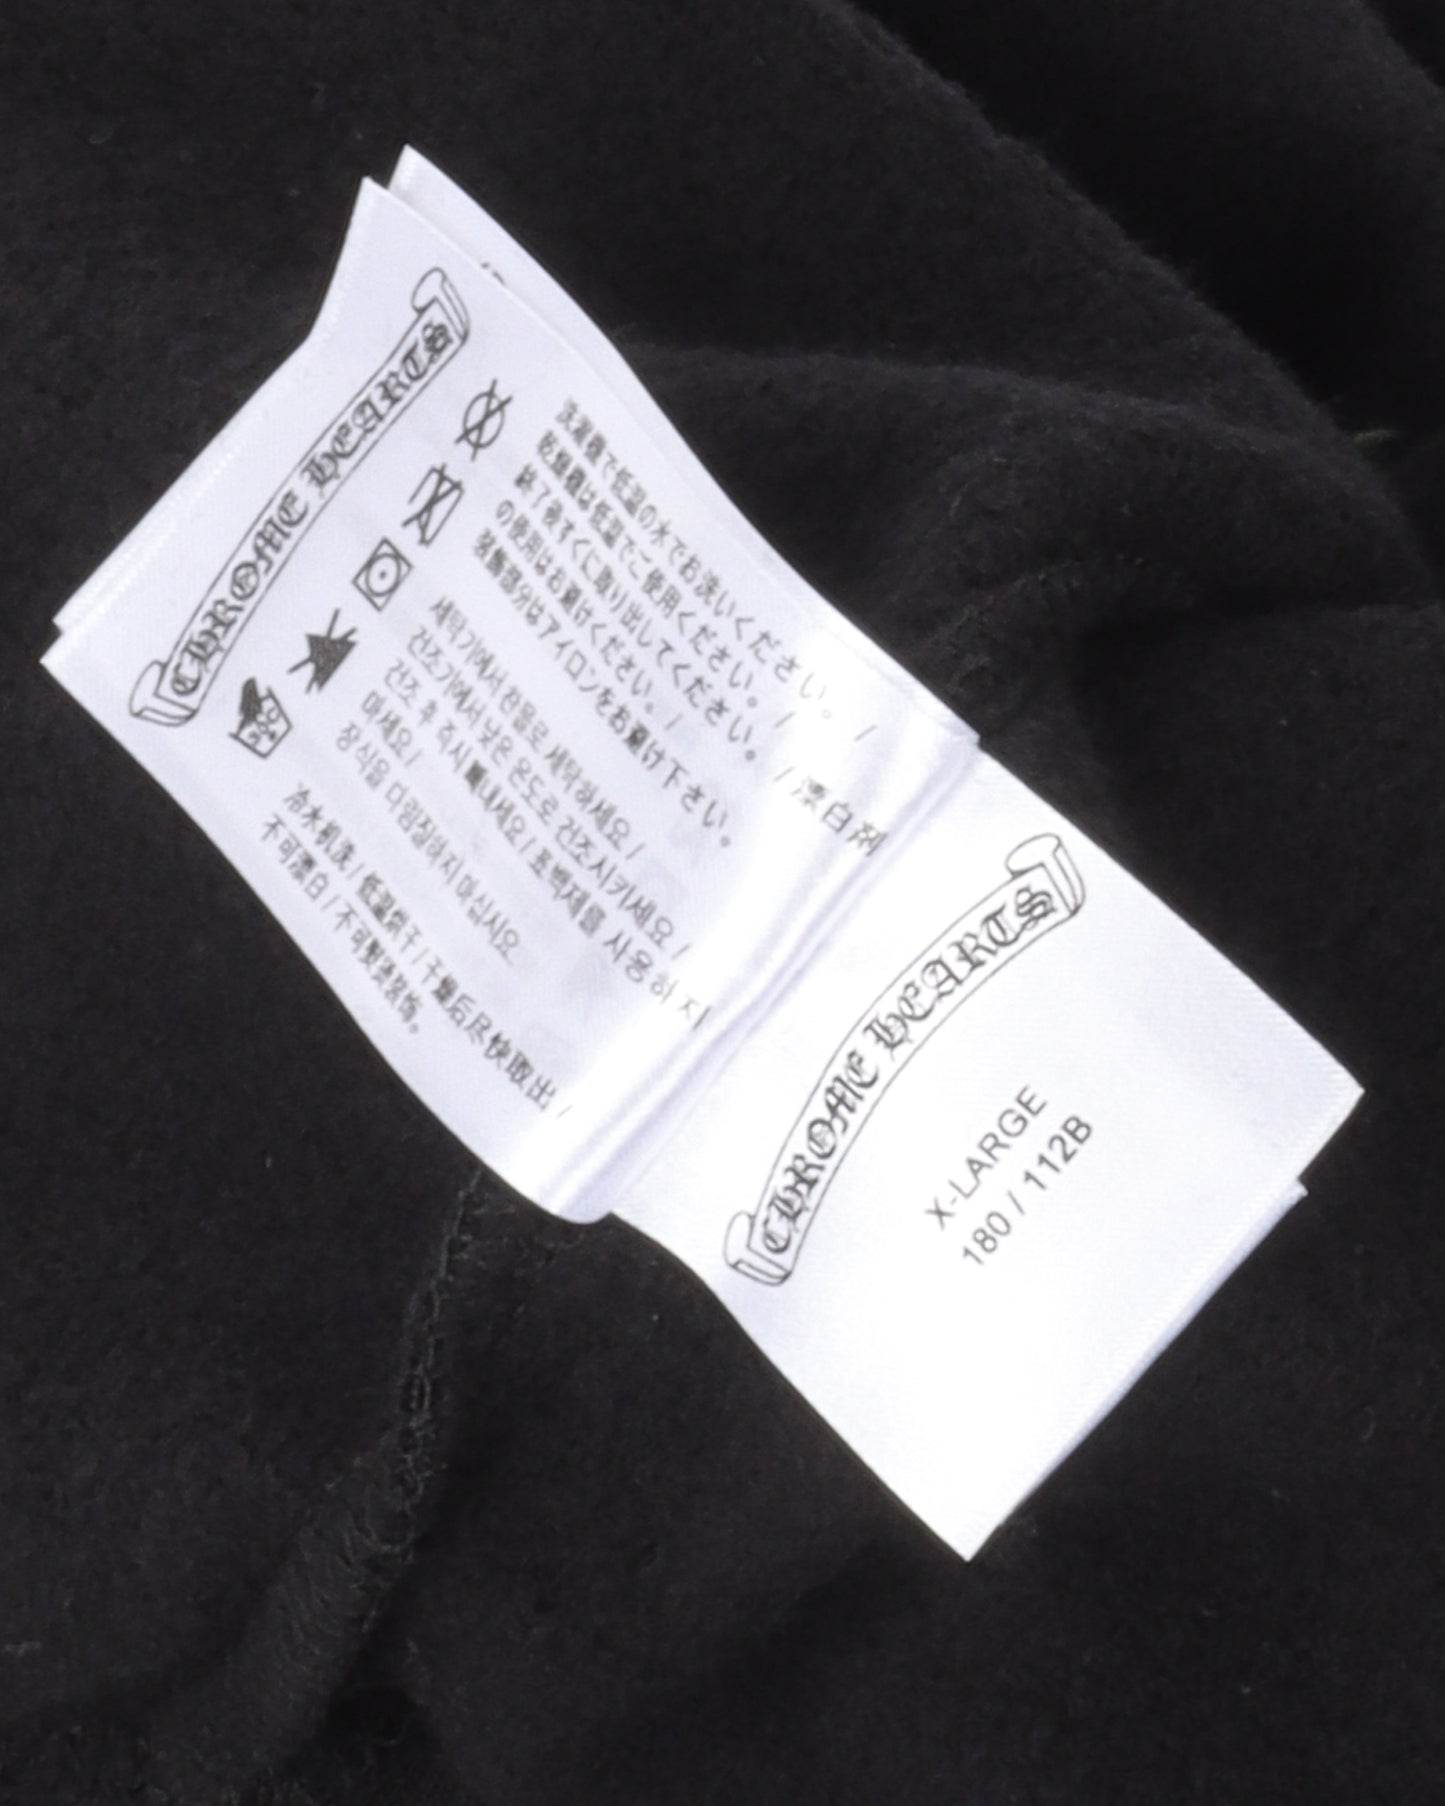 CHROME HEARTS
洗濯機で低温の水でお洗いください。 /
乾燥機は低温でご使用ください。 /
終了後すぐに取り出してください。 / 漂白剤
の使用はお避けください。 /
装飾部分はアイロンをお避け下さい。
세탁기에서 찬물로 세탁하세요 /
건조기에서 낮은 온도로 건조시키세요 /
건조 후 즉시 꺼내세요 / 표백제를 사용하지
마세요 /
장식을 다림질하지 마십시오
冷水机洗 / 低温烘干 / 干燥后尽快取出 /
不可漂白 / 不可熨烫装饰。
CHROME HEARTS
X-LARGE
180 / 112B